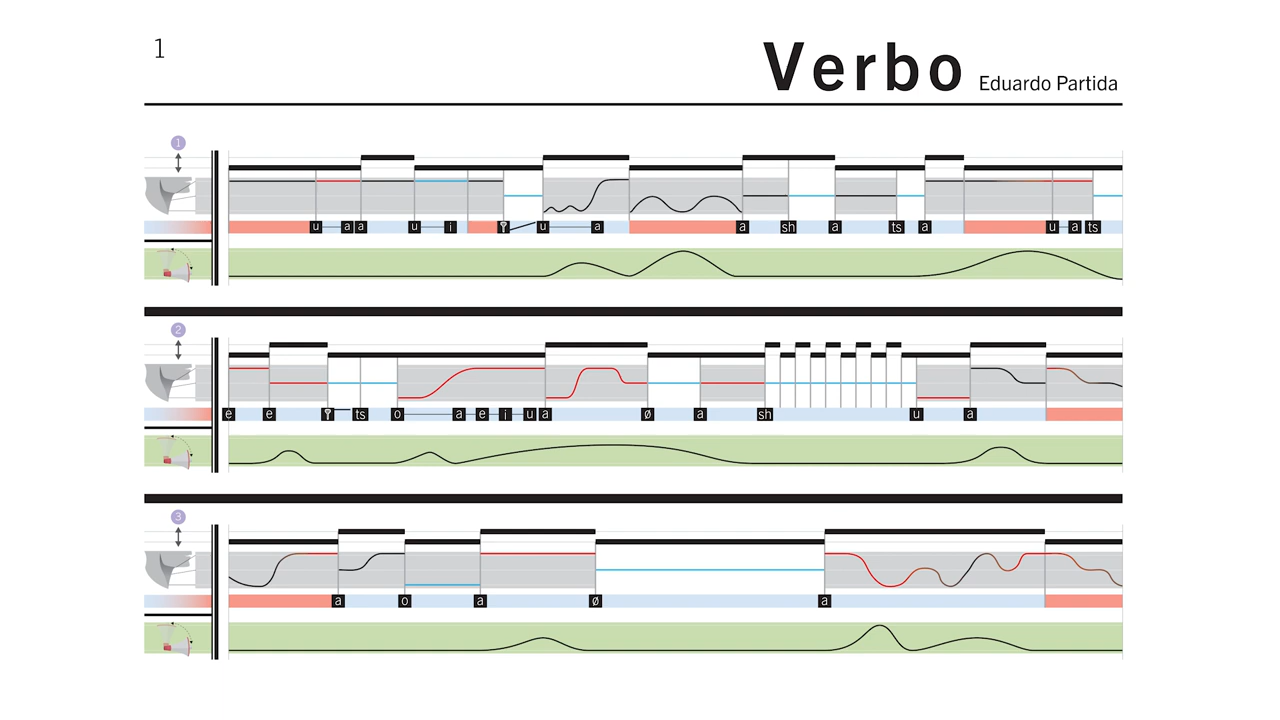 1
Verbo Eduardo Partida
1
u a a u i u a a sh a ts a u a ts
2
e e ts o a e i u a ø a sh u a
3
a o a ø a